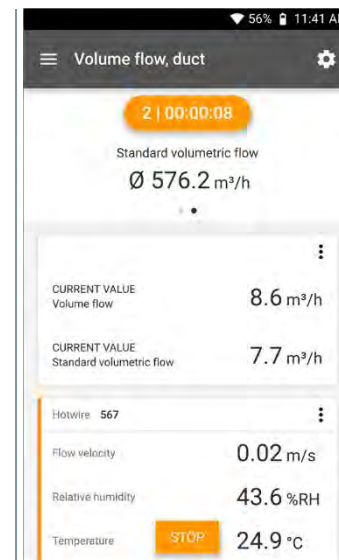 56% 11:41 A
Volume flow, duct
2 | 00:00:08
Standard volumetric flow
Ø 576.2 m³/h
CURRENT VALUE
Volume flow
8.6 m³/h
CURRENT VALUE
Standard volumetric flow
7.7 m³/h
Hotwire 567
Flow velocity
0.02 m/s
Relative humidity
43.6 %RH
Temperature
STOP
24.9 °C